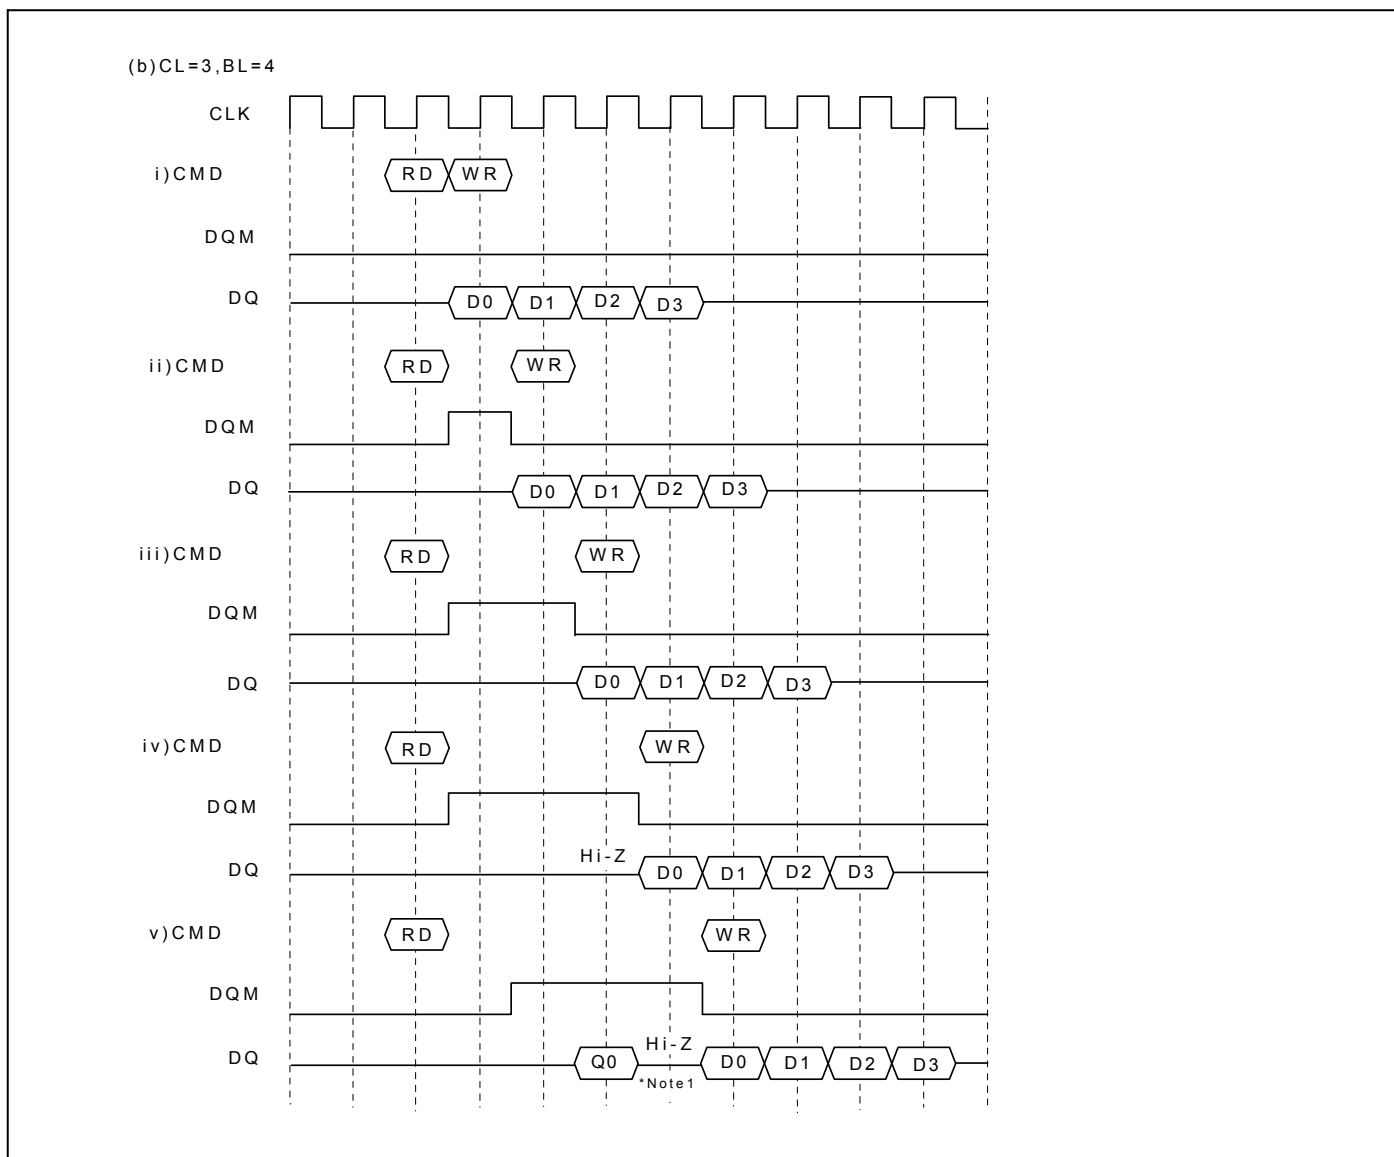 (b)CL=3,BL=4
CLK
i)CMD RD WR
DQM
DQ D0 D1 D2 D3
ii)CMD RD WR
DQM
DQ D0 D1 D2 D3
iii)CMD RD WR
DQM
DQ D0 D1 D2 D3
iv)CMD RD WR
DQM
Hi-Z
DQ D0 D1 D2 D3
v)CMD RD WR
DQM
Hi-Z
DQ Q0 D0 D1 D2 D3
*Note1